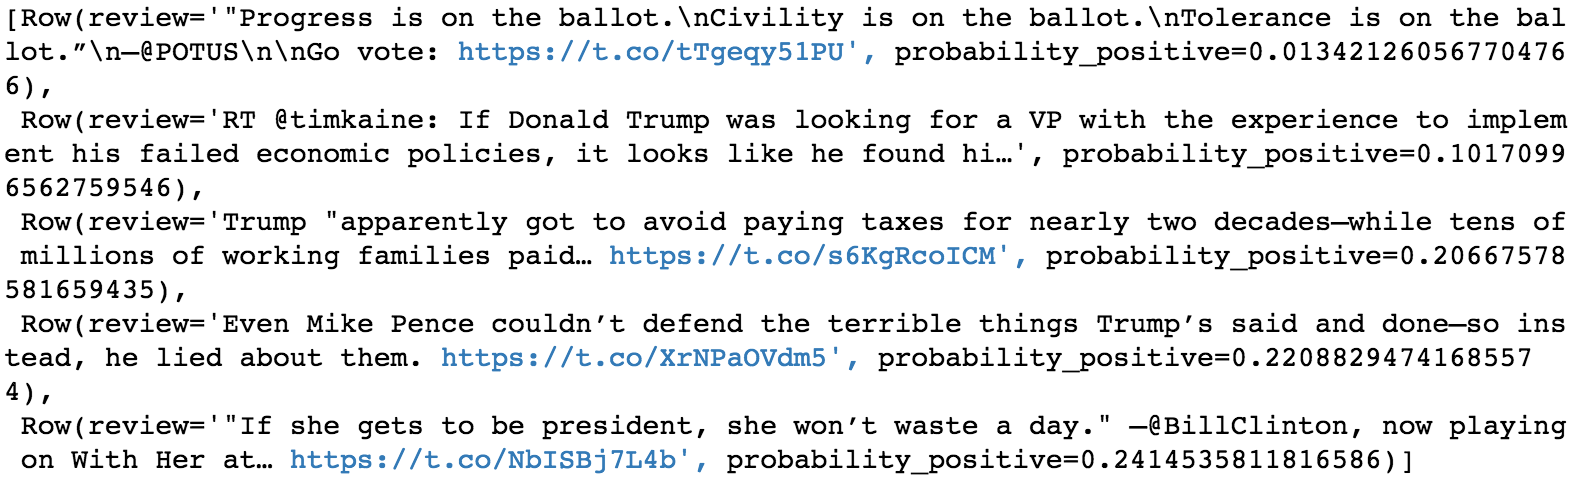 [Row(review='"Progress is on the ballot.\nCivility is on the ballot.\nTolerance is on the bal
lot.”\n—@POTUS\n\nGo vote: https://t.co/tTgeqy51PU', probability_positive=0.01342126056770476
6),
Row(review='RT @timkaine: If Donald Trump was looking for a VP with the experience to implem
ent his failed economic policies, it looks like he found hi…', probability_positive=0.1017099
6562759546),
Row(review='Trump "apparently got to avoid paying taxes for nearly two decades—while tens of
millions of working families paid… https://t.co/s6KgRcoICM', probability_positive=0.20667578
581659435),
Row(review='Even Mike Pence couldn’t defend the terrible things Trump’s said and done—so ins
tead, he lied about them. https://t.co/XrNPaOVdm5', probability_positive=0.2208829474168557
4),
Row(review='"If she gets to be president, she won’t waste a day." —@BillClinton, now playing
on With Her at… https://t.co/NbISBj7L4b', probability_positive=0.2414535811816586)]